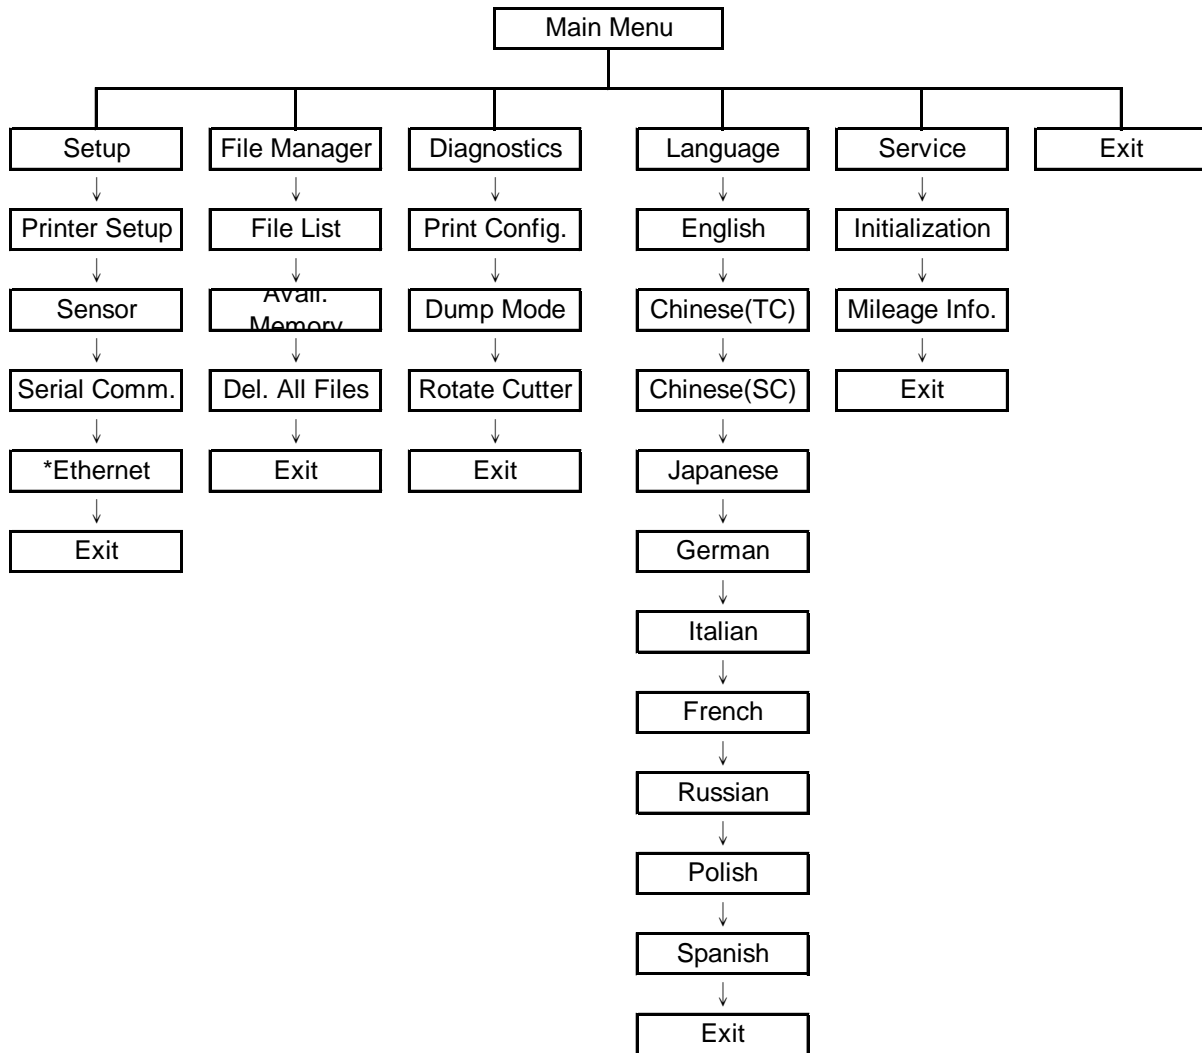 Main Menu
Setup
File Manager
Diagnostics
Language
Service
Exit
Printer Setup
File List
Print Config.
English
Initialization
Sensor
Avail.
Memory
Dump Mode
Chinese(TC)
Mileage Info.
Serial Comm.
Del. All Files
Rotate Cutter
Chinese(SC)
Exit
*Ethernet
Exit
Exit
Japanese
Exit
German
Italian
French
Russian
Polish
Spanish
Exit